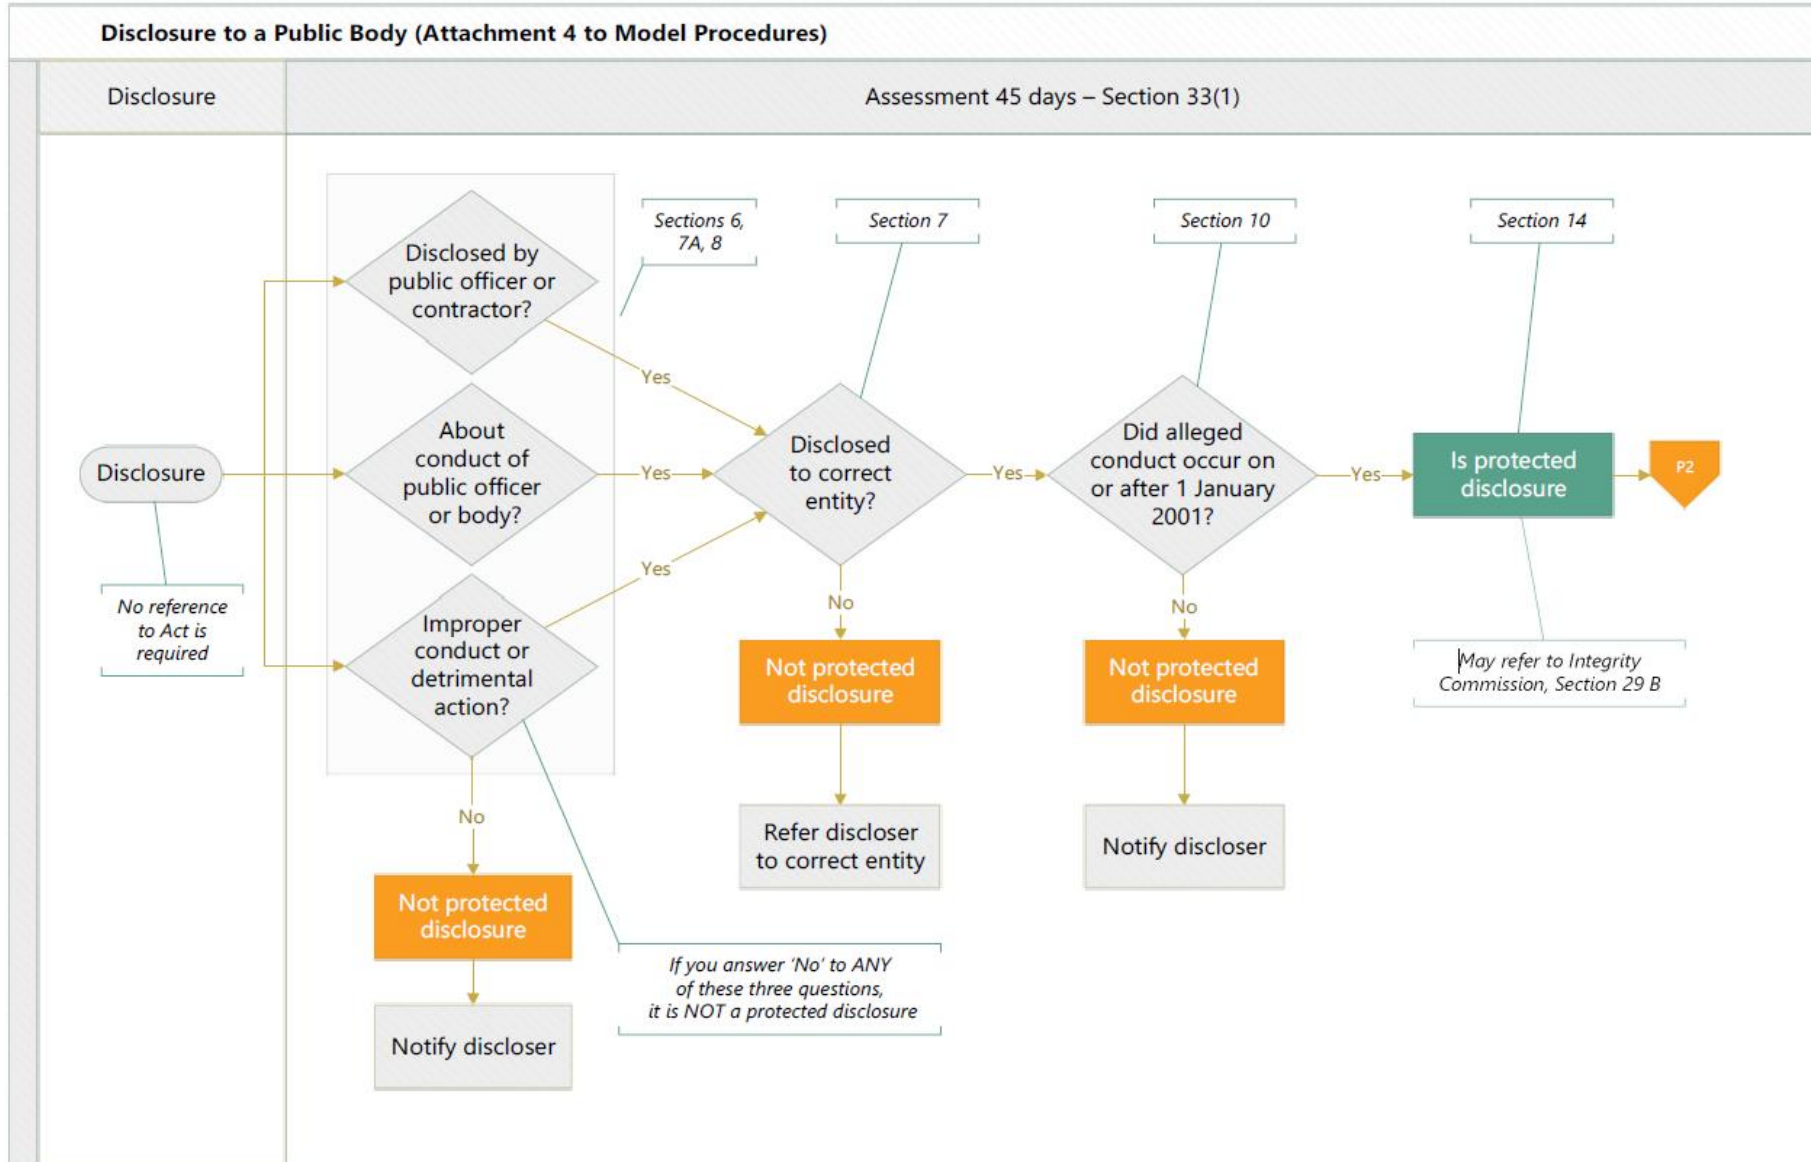 Disclosure to a Public Body (Attachment 4 to Model Procedures)
Disclosure
Assessment 45 days – Section 33(1)
Disclosure
No reference
to Act is
required
Disclosed by
public officer or
contractor?
Sections 6,
7A, 8
Yes
About
conduct of
public officer
or body?
Yes
Improper
conduct or
detrimental
action?
Yes
No
Not protected
disclosure
Notify discloser
If you answer ‘No’ to ANY
of these three questions,
it is NOT a protected disclosure
Section 7
Disclosed
to correct
entity?
Yes
No
Not protected
disclosure
Refer discloser
to correct entity
Section 10
Did alleged
conduct occur on
or after 1 January
2001?
Yes
No
Not protected
disclosure
Notify discloser
Section 14
Is protected
disclosure
P2
May refer to Integrity
Commission, Section 29 B